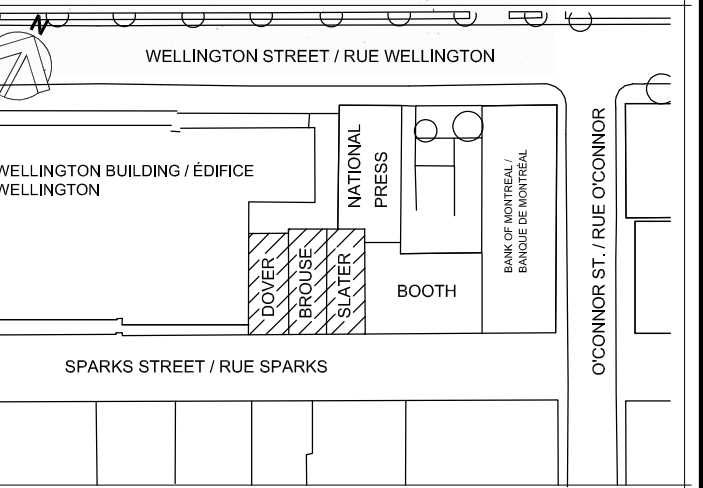 N
WELLINGTON STREET / RUE WELLINGTON
WELLINGTON BUILDING / ÉDIFICE
WELLINGTON
NATIONAL
PRESS
BANK OF MONTREAL /
BANQUE DE MONTRÉAL
O'CONNOR ST. / RUE O'CONNOR
DOVER
BROUSE
SLATER
BOOTH
SPARKS STREET / RUE SPARKS